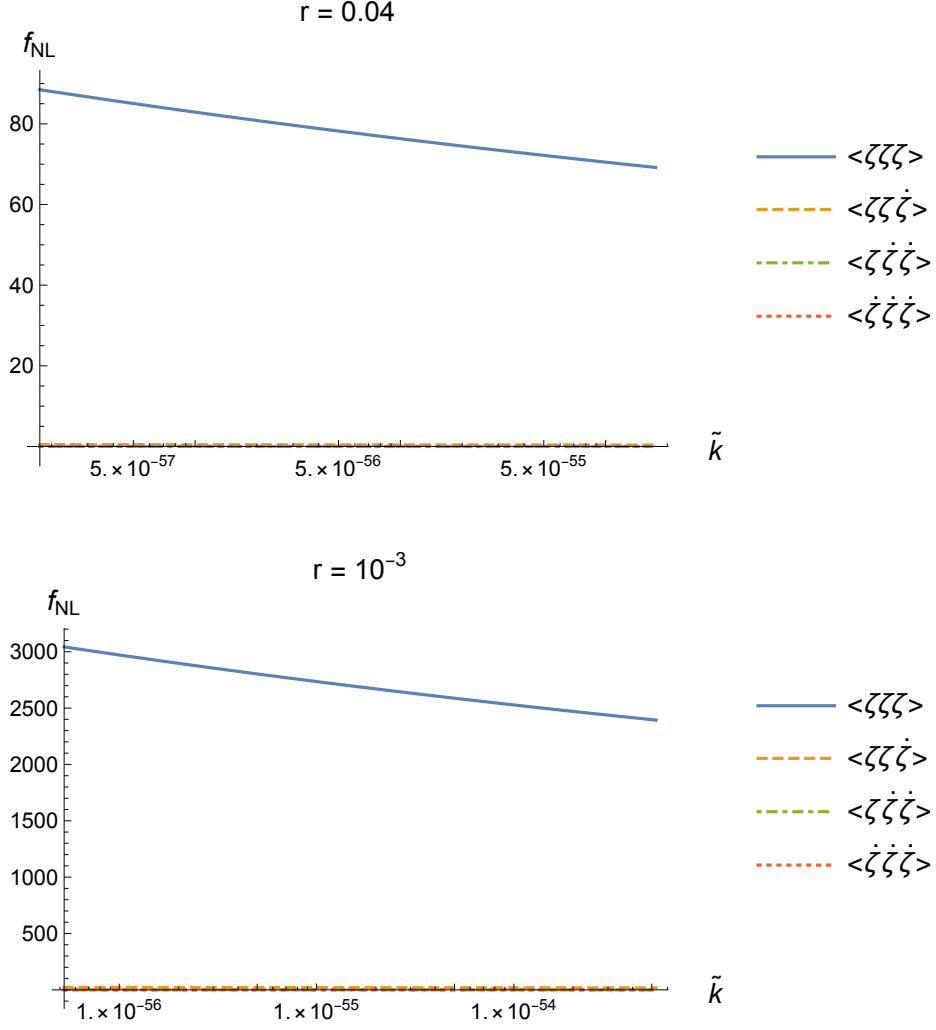 r = 0.04
f_NL
80
60
40
20
5. × 10⁻⁵⁷ 5. × 10⁻⁵⁶ 5. × 10⁻⁵⁵
k̃
<ζζζ>
<ζζζ̇>
<ζζ̇ζ̇>
<ζ̇ζ̇ζ̇>
r = 10⁻³
f_NL
3000
2500
2000
1500
1000
500
1. × 10⁻⁵⁶ 1. × 10⁻⁵⁵ 1. × 10⁻⁵⁴
k̃
<ζζζ>
<ζζζ̇>
<ζζ̇ζ̇>
<ζ̇ζ̇ζ̇>